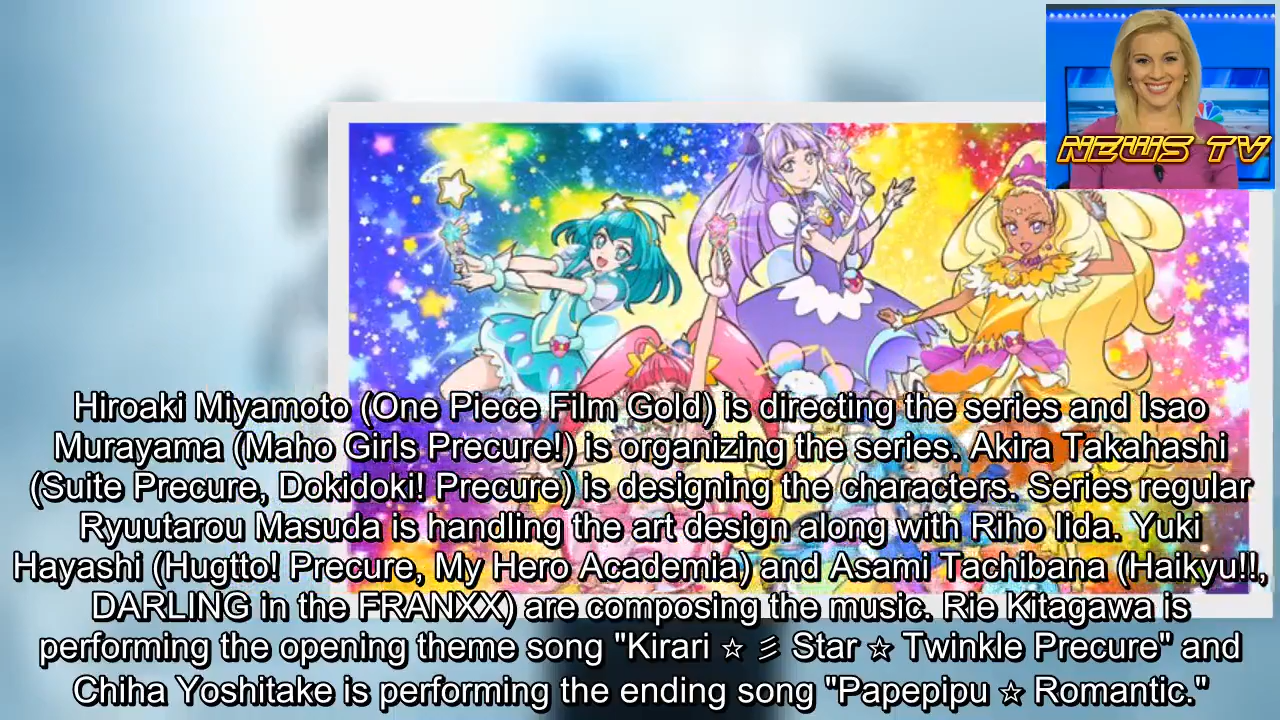 NEWS TV
Hiroaki Miyamoto (One Piece Film Gold) is directing the series and Isao
Murayama (Maho Girls Precure!) is organizing the series. Akira Takahashi
(Suite Precure, Dokidoki! Precure) is designing the characters. Series regular
Ryuutarou Masuda is handling the art design along with Riho Iida. Yuki
Hayashi (Hugtto! Precure, My Hero Academia) and Asami Tachibana (Haikyu!!,
DARLING in the FRANXX) are composing the music. Rie Kitagawa is
performing the opening theme song "Kirari ☆ 彡 Star ☆ Twinkle Precure" and
Chiha Yoshitake is performing the ending song "Papepipu ☆ Romantic."